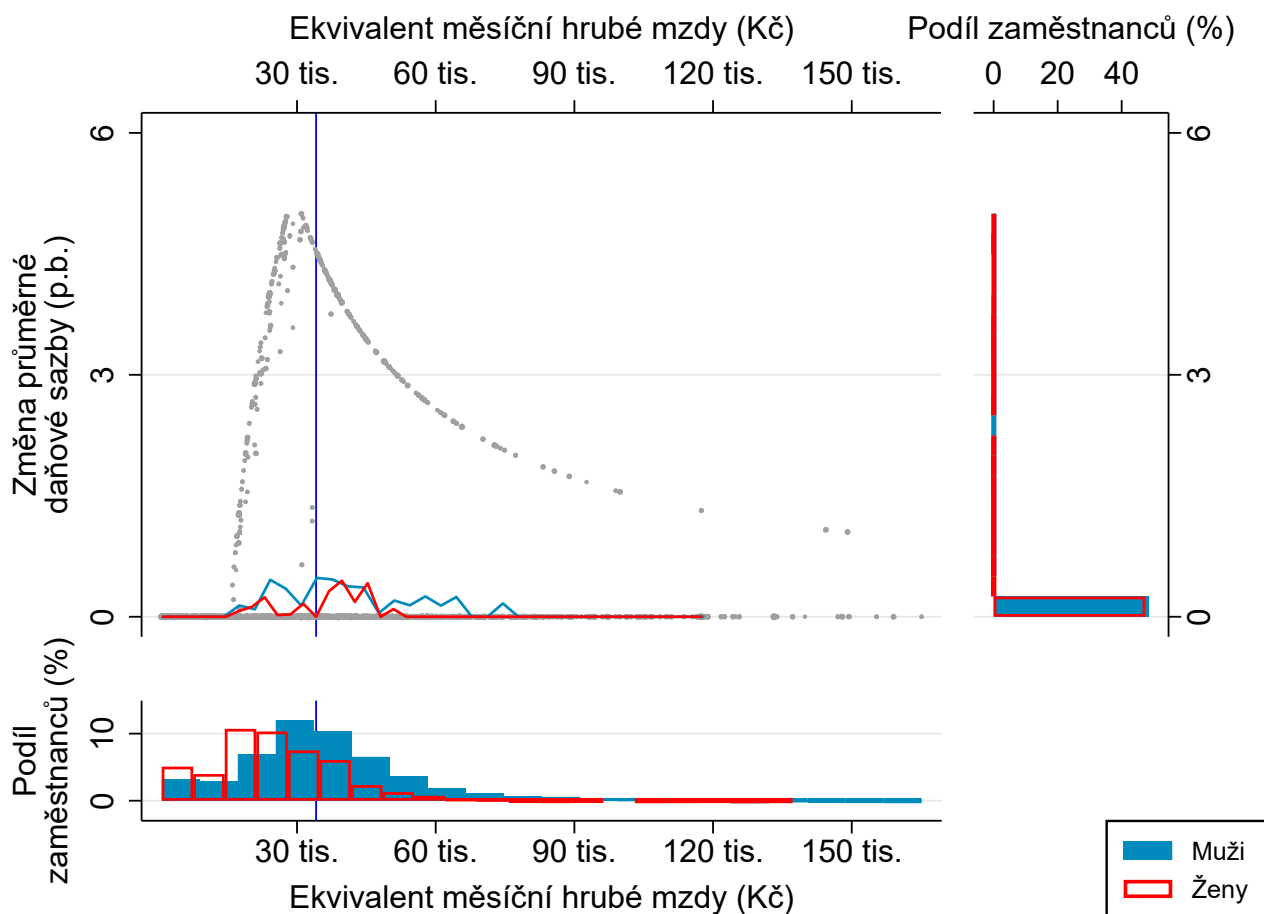 Ekvivalent měsíční hrubé mzdy (Kč)
Podíl zaměstnanců (%)
30 tis. 60 tis. 90 tis. 120 tis. 150 tis.
0 20 40
Změna průměrné
daňové sazby (p.b.)
6
3
0
6
3
0
Podíl
zaměstnanců (%)
10
0
30 tis. 60 tis. 90 tis. 120 tis. 150 tis.
Ekvivalent měsíční hrubé mzdy (Kč)
Muži
Ženy